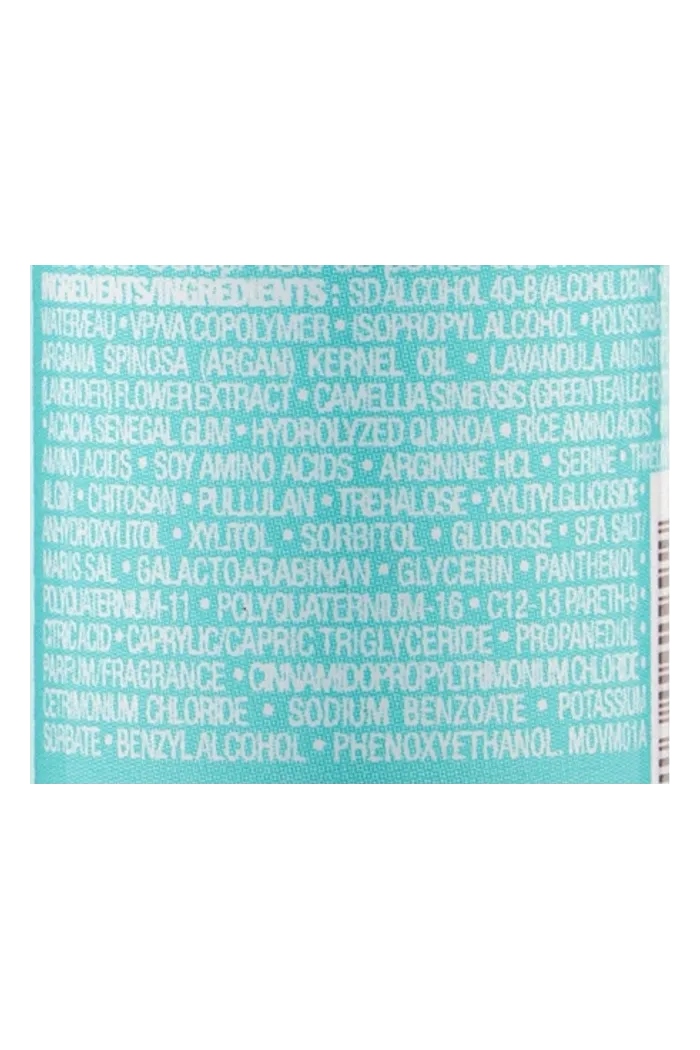 INGREDIENTS/INGRÉDIENTS : SD ALCOHOL 40-B (ALCOHOL DENAT
WATER/EAU • VP/VA COPOLYMER • ISOPROPYL ALCOHOL • POLYSORBA
ARGANIA SPINOSA (ARGAN) KERNEL OIL • LAVANDULA ANGUST
(LAVENDER) FLOWER EXTRACT • CAMELLIA SINENSIS (GREEN TEA LEAF E
• ACACIA SENEGAL GUM • HYDROLYZED QUINOA • RICE AMINO ACIDS •
AMINO ACIDS • SOY AMINO ACIDS • ARGININE HCL • SERINE • THREO
ALGIN • CHITOSAN • PULLULAN • TREHALOSE • XYLITYLGLUCOSIDE •
ANHYDROXYLITOL • XYLITOL • SORBITOL • GLUCOSE • SEA SALT/
MARIS SAL • GALACTOARABINAN • GLYCERIN • PANTHENOL •
POLYQUATERNIUM-11 • POLYQUATERNIUM-16 • C12-13 PARETH-9 •
CITRIC ACID • CAPRYLIC/CAPRIC TRIGLYCERIDE • PROPANEDIOL •
PARFUM/FRAGRANCE • CINNAMIDOPROPYLTRIMONIUM CHLORIDE •
CETRIMONIUM CHLORIDE • SODIUM BENZOATE • POTASSIUM
SORBATE • BENZYL ALCOHOL • PHENOXYETHANOL. MOVM01A